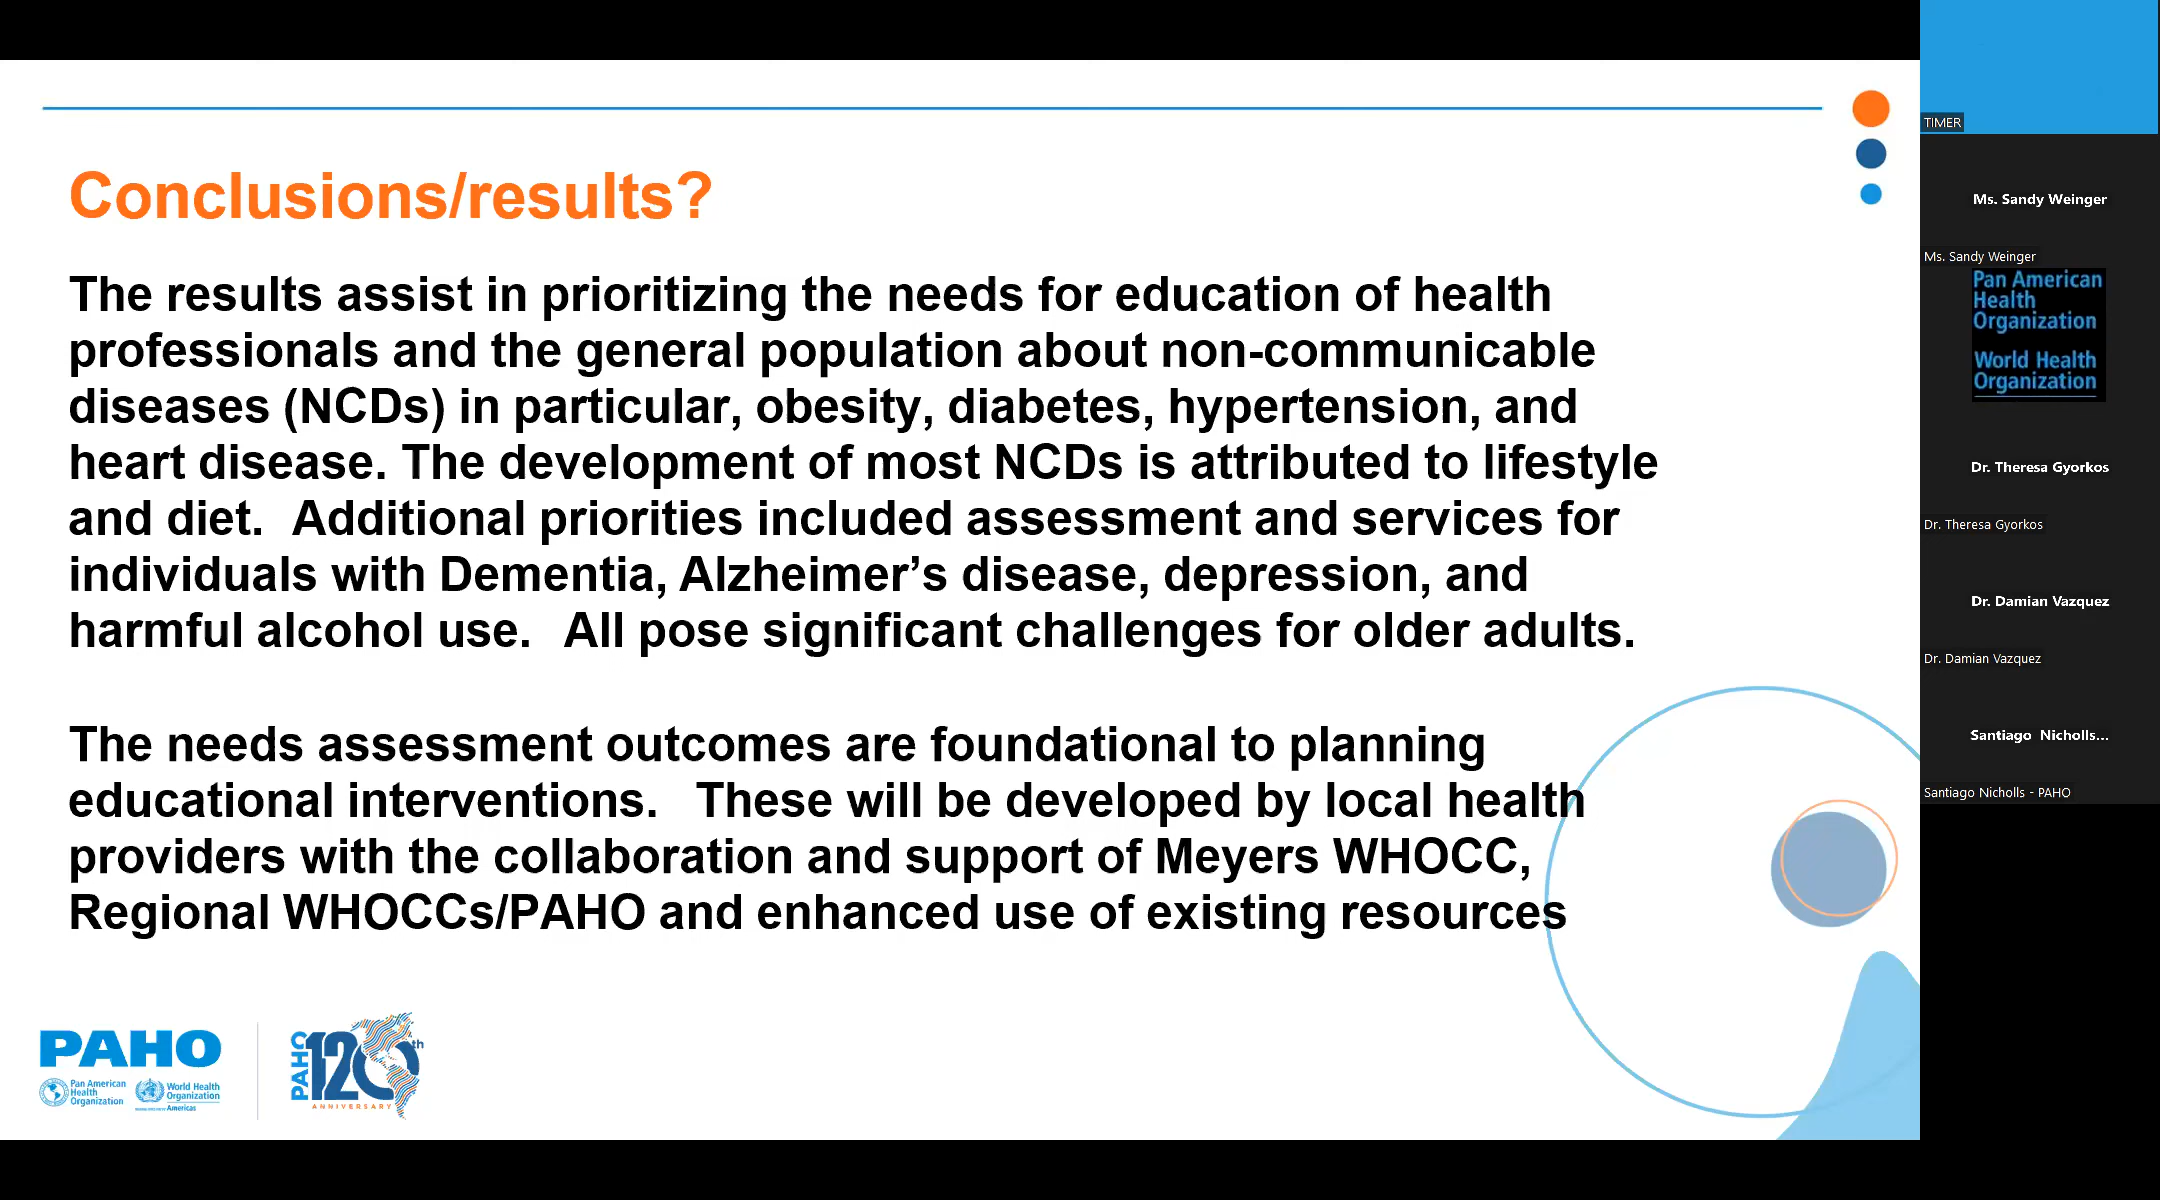 Conclusions/results?
The results assist in prioritizing the needs for education of health
professionals and the general population about non-communicable
diseases (NCDs) in particular, obesity, diabetes, hypertension, and
heart disease. The development of most NCDs is attributed to lifestyle
and diet. Additional priorities included assessment and services for
individuals with Dementia, Alzheimer’s disease, depression, and
harmful alcohol use. All pose significant challenges for older adults.
The needs assessment outcomes are foundational to planning
educational interventions. These will be developed by local health
providers with the collaboration and support of Meyers WHOCC,
Regional WHOCCs/PAHO and enhanced use of existing resources
PAHO
Pan American
Health
Organization
World Health
Organization
Americas
PAHO
120th
ANNIVERSARY
TIMER
Ms. Sandy Weinger
Ms. Sandy Weinger
Pan American
Health
Organization
World Health
Organization
Dr. Theresa Gyorkos
Dr. Theresa Gyorkos
Dr. Damian Vazquez
Dr. Damian Vazquez
Santiago Nicholls...
Santiago Nicholls - PAHO